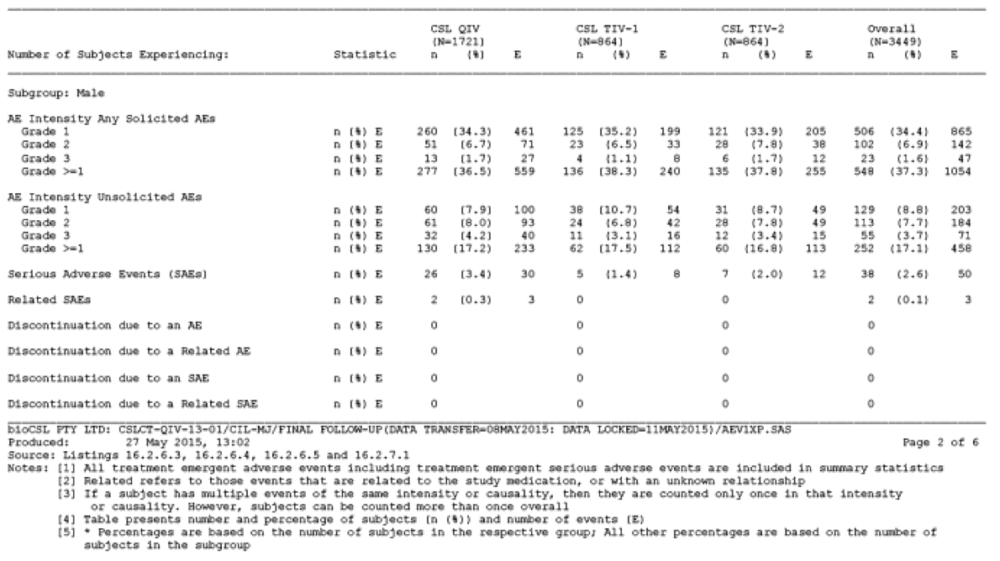 CSL QIV CSL TIV-1 CSL TIV-2 Overall
(N=1721) (N=864) (N=864) (N=3449)
Number of Subjects Experiencing: Statistic n (%) E n (%) E n (%) E n (%) E
Subgroup: Male
AE Intensity Any Solicited AEs
Grade 1 n (%) E 260 (34.3) 461 125 (35.2) 199 121 (33.9) 205 506 (34.4) 865
Grade 2 n (%) E 51 (6.7) 71 23 (6.5) 33 28 (7.8) 38 102 (6.9) 142
Grade 3 n (%) E 13 (1.7) 27 4 (1.1) 8 6 (1.7) 12 23 (1.6) 47
Grade >=1 n (%) E 277 (36.5) 559 136 (38.3) 240 135 (37.8) 255 548 (37.3) 1054
AE Intensity Unsolicited AEs
Grade 1 n (%) E 60 (7.9) 100 38 (10.7) 54 31 (8.7) 49 129 (8.8) 203
Grade 2 n (%) E 61 (8.0) 93 24 (6.8) 42 28 (7.8) 49 113 (7.7) 184
Grade 3 n (%) E 32 (4.2) 40 11 (3.1) 16 12 (3.4) 15 55 (3.7) 71
Grade >=1 n (%) E 130 (17.2) 233 62 (17.5) 112 60 (16.8) 113 252 (17.1) 458
Serious Adverse Events (SAEs) n (%) E 26 (3.4) 30 5 (1.4) 8 7 (2.0) 12 38 (2.6) 50
Related SAEs n (%) E 2 (0.3) 3 0 0 2 (0.1) 3
Discontinuation due to an AE n (%) E 0 0 0 0
Discontinuation due to a Related AE n (%) E 0 0 0 0
Discontinuation due to an SAE n (%) E 0 0 0 0
Discontinuation due to a Related SAE n (%) E 0 0 0 0
bioCSL PTY LTD: CSLCT-QIV-13-01/CIL-MJ/FINAL FOLLOW-UP(DATA TRANSFER=08MAY2015: DATA LOCKED=11MAY2015)/AEV1XP.SAS
Produced: 27 May 2015, 13:02 Page 2 of 6
Source: Listings 16.2.6.3, 16.2.6.4, 16.2.6.5 and 16.2.7.1
Notes: [1] All treatment emergent adverse events including treatment emergent serious adverse events are included in summary statistics
[2] Related refers to those events that are related to the study medication, or with an unknown relationship
[3] If a subject has multiple events of the same intensity or causality, then they are counted only once in that intensity
or causality. However, subjects can be counted more than once overall
[4] Table presents number and percentage of subjects (n (%)) and number of events (E)
[5] * Percentages are based on the number of subjects in the respective group; All other percentages are based on the number of
subjects in the subgroup